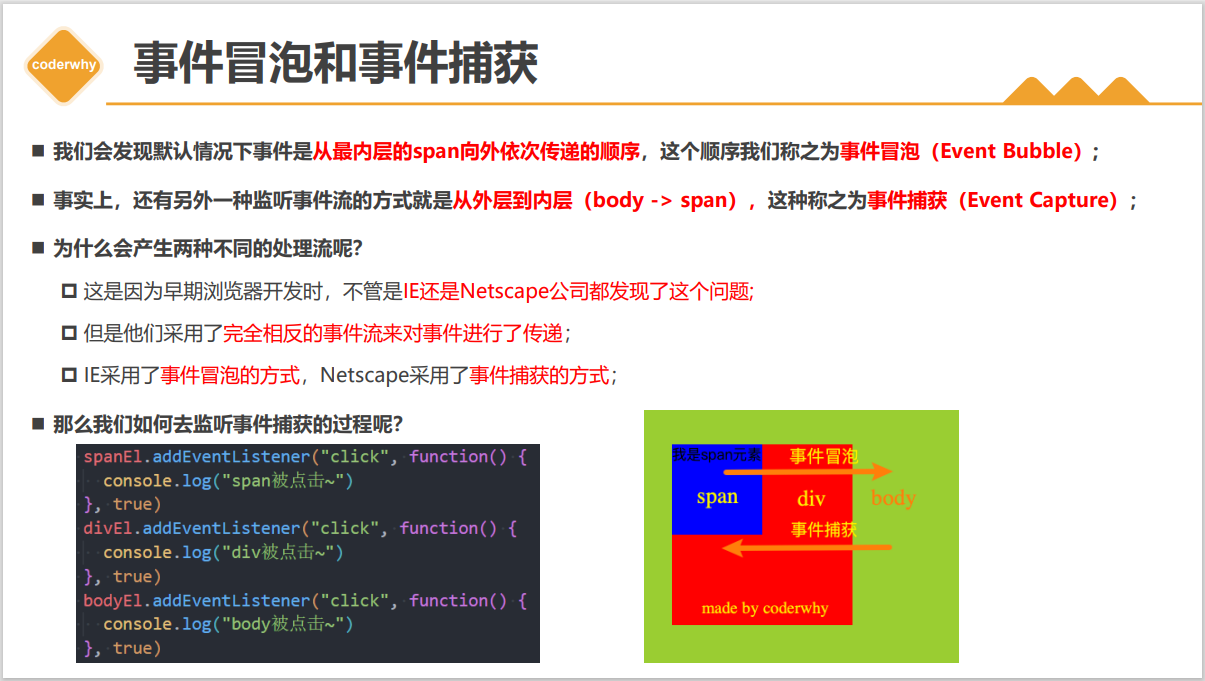 coderwhy
事件冒泡和事件捕获
我们会发现默认情况下事件是从最内层的span向外依次传递的顺序，这个顺序我们称之为事件冒泡（Event Bubble）；
事实上，还有另外一种监听事件流的方式就是从外层到内层（body -> span），这种称之为事件捕获（Event Capture）；
为什么会产生两种不同的处理流呢？
这是因为早期浏览器开发时，不管是IE还是Netscape公司都发现了这个问题;
但是他们采用了完全相反的事件流来对事件进行了传递；
IE采用了事件冒泡的方式，Netscape采用了事件捕获的方式；
那么我们如何去监听事件捕获的过程呢？
spanEl.addEventListener("click", function() {
  console.log("span被点击~")
}, true)
divEl.addEventListener("click", function() {
  console.log("div被点击~")
}, true)
bodyEl.addEventListener("click", function() {
  console.log("body被点击~")
}, true)
我是span元素
事件冒泡
span
div
body
事件捕获
made by coderwhy